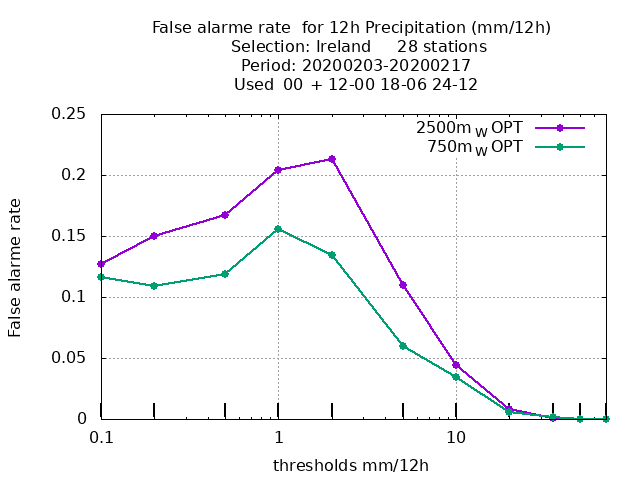 False alarme rate  for 12h Precipitation (mm/12h)
Selection: Ireland     28 stations
Period: 20200203-20200217
Used  00  + 12-00 18-06 24-12
2500m W OPT
750m W OPT
0.25
0.2
0.15
0.1
0.05
0
False alarme rate
0.1 1 10
thresholds mm/12h